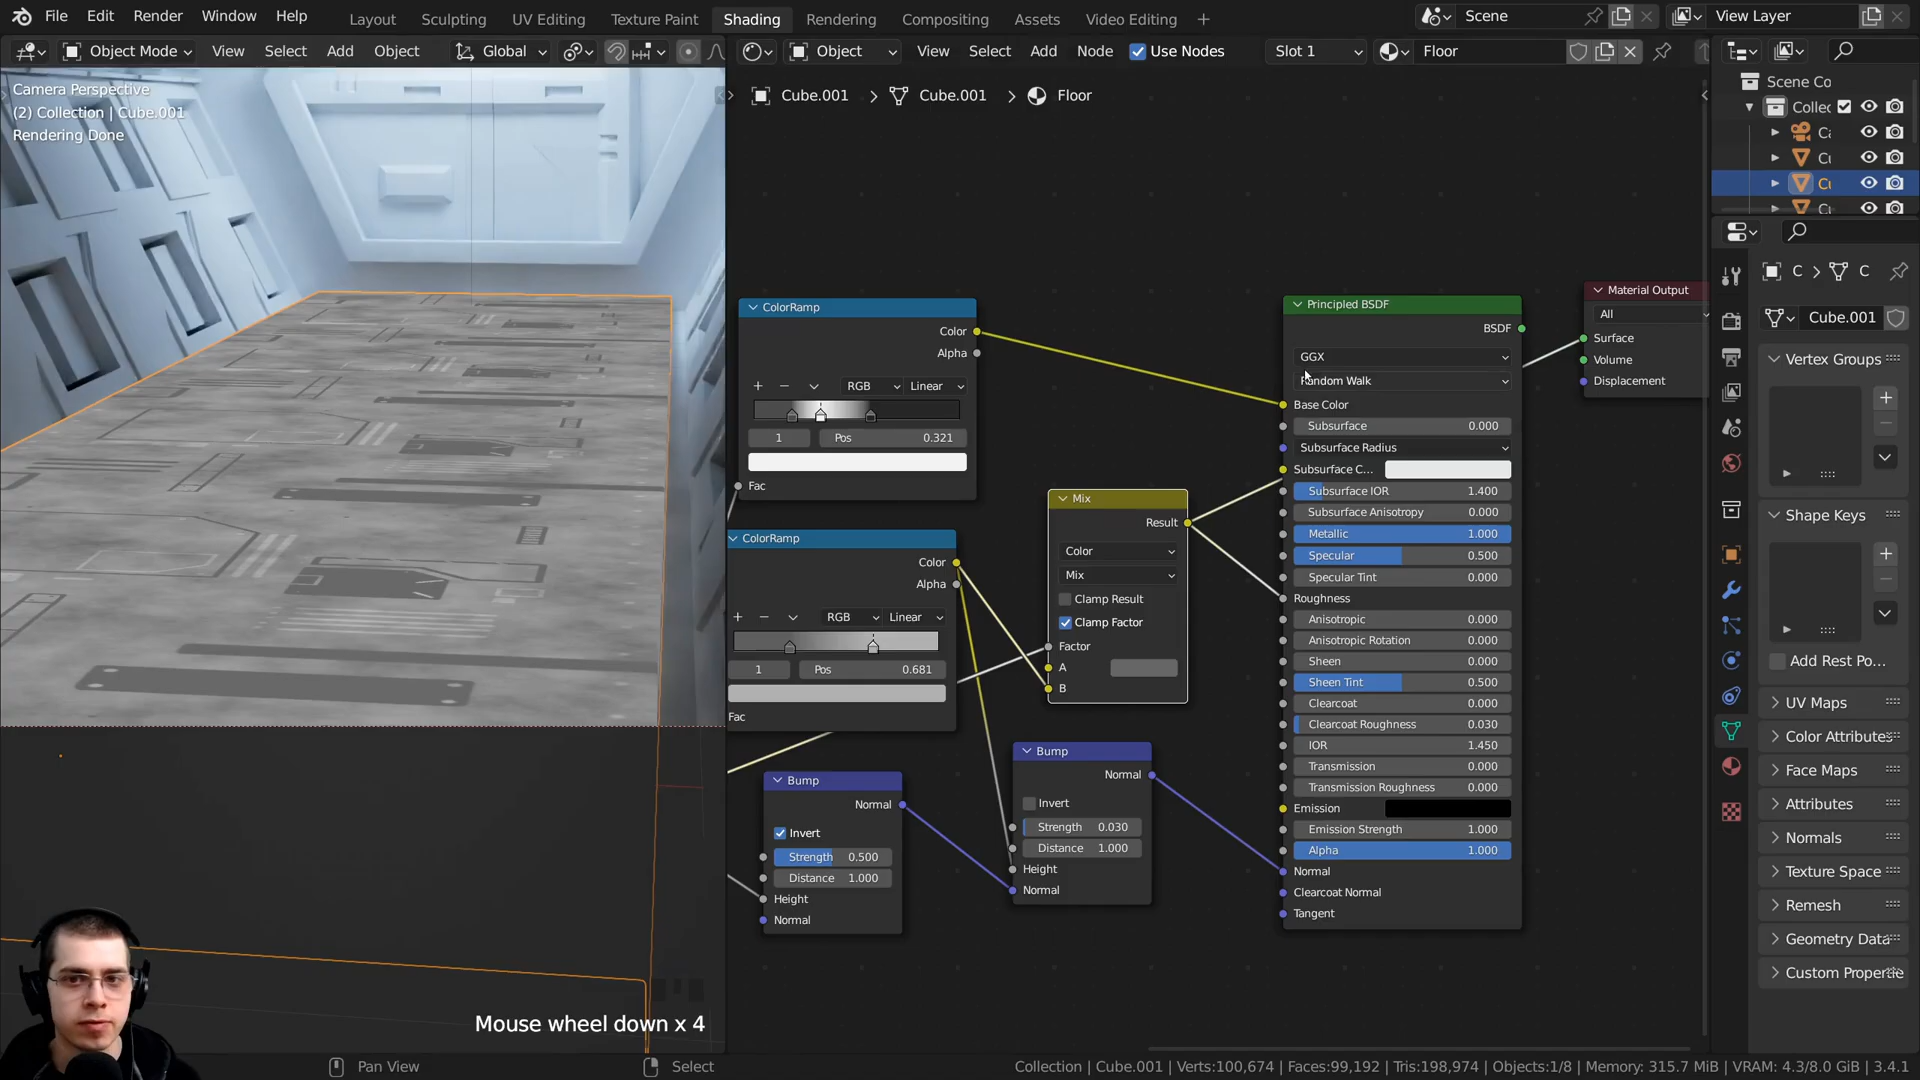 File Edit Render Window Help Layout Sculpting UV Editing Texture Paint Shading Rendering Compositing Assets Video Editing + Scene View Layer
Object Mode View Select Add Object Global Object View Select Add Node Use Nodes Slot 1 Floor
Camera Perspective
(2) Collection | Cube.001
Rendering Done
Cube.001 > Cube.001 > Floor
Scene Co
Collec
C
ColorRamp
Color
Alpha
RGB Linear
1 Pos 0.321
Fac
ColorRamp
Color
Alpha
RGB Linear
1 Pos 0.681
Fac
Mix
Result
Color
Mix
Clamp Result
Clamp Factor
Factor
A
B
Bump
Normal
Invert
Strength 0.500
Distance 1.000
Height
Normal
Bump
Normal
Invert
Strength 0.030
Distance 1.000
Height
Normal
Principled BSDF
BSDF
GGX
Random Walk
Base Color
Subsurface 0.000
Subsurface Radius
Subsurface C...
Subsurface IOR 1.400
Subsurface Anisotropy 0.000
Metallic 1.000
Specular 0.500
Specular Tint 0.000
Roughness
Anisotropic 0.000
Anisotropic Rotation 0.000
Sheen 0.000
Sheen Tint 0.500
Clearcoat 0.000
Clearcoat Roughness 0.030
IOR 1.450
Transmission 0.000
Transmission Roughness 0.000
Emission
Emission Strength 1.000
Alpha 1.000
Normal
Clearcoat Normal
Tangent
Material Output
All
Surface
Volume
Displacement
C > C
Cube.001
Vertex Groups
Shape Keys
Add Rest Po...
UV Maps
Color Attributes
Face Maps
Attributes
Normals
Texture Space
Remesh
Geometry Data
Custom Properties
Mouse wheel down x 4
Pan View Select Collection | Cube.001 | Verts:100,674 | Faces:99,192 | Tris:198,974 | Objects:1/8 | Memory: 315.7 MiB | VRAM: 4.3/8.0 GiB | 3.4.1